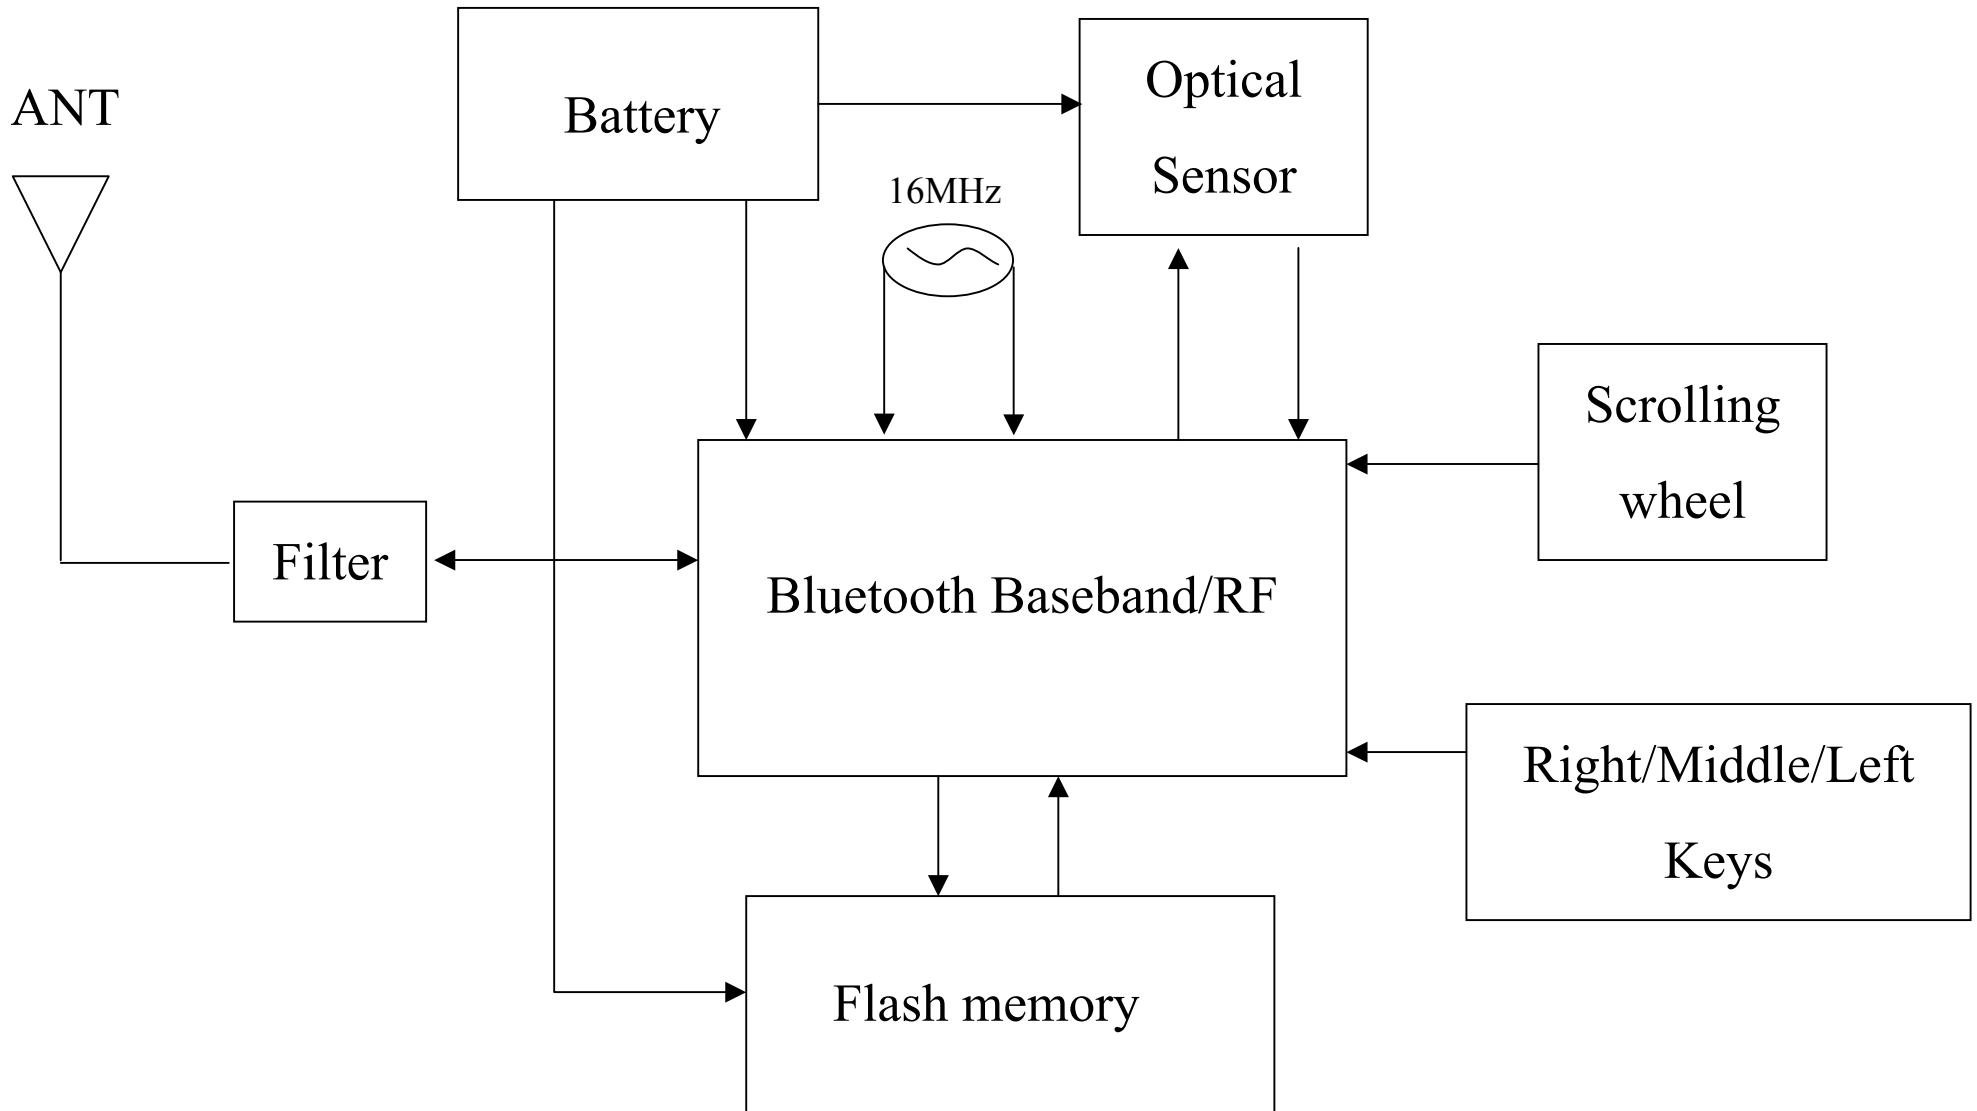 ANT
Battery
Optical
Sensor
16MHz
Scrolling
wheel
Filter
Bluetooth Baseband/RF
Right/Middle/Left
Keys
Flash memory